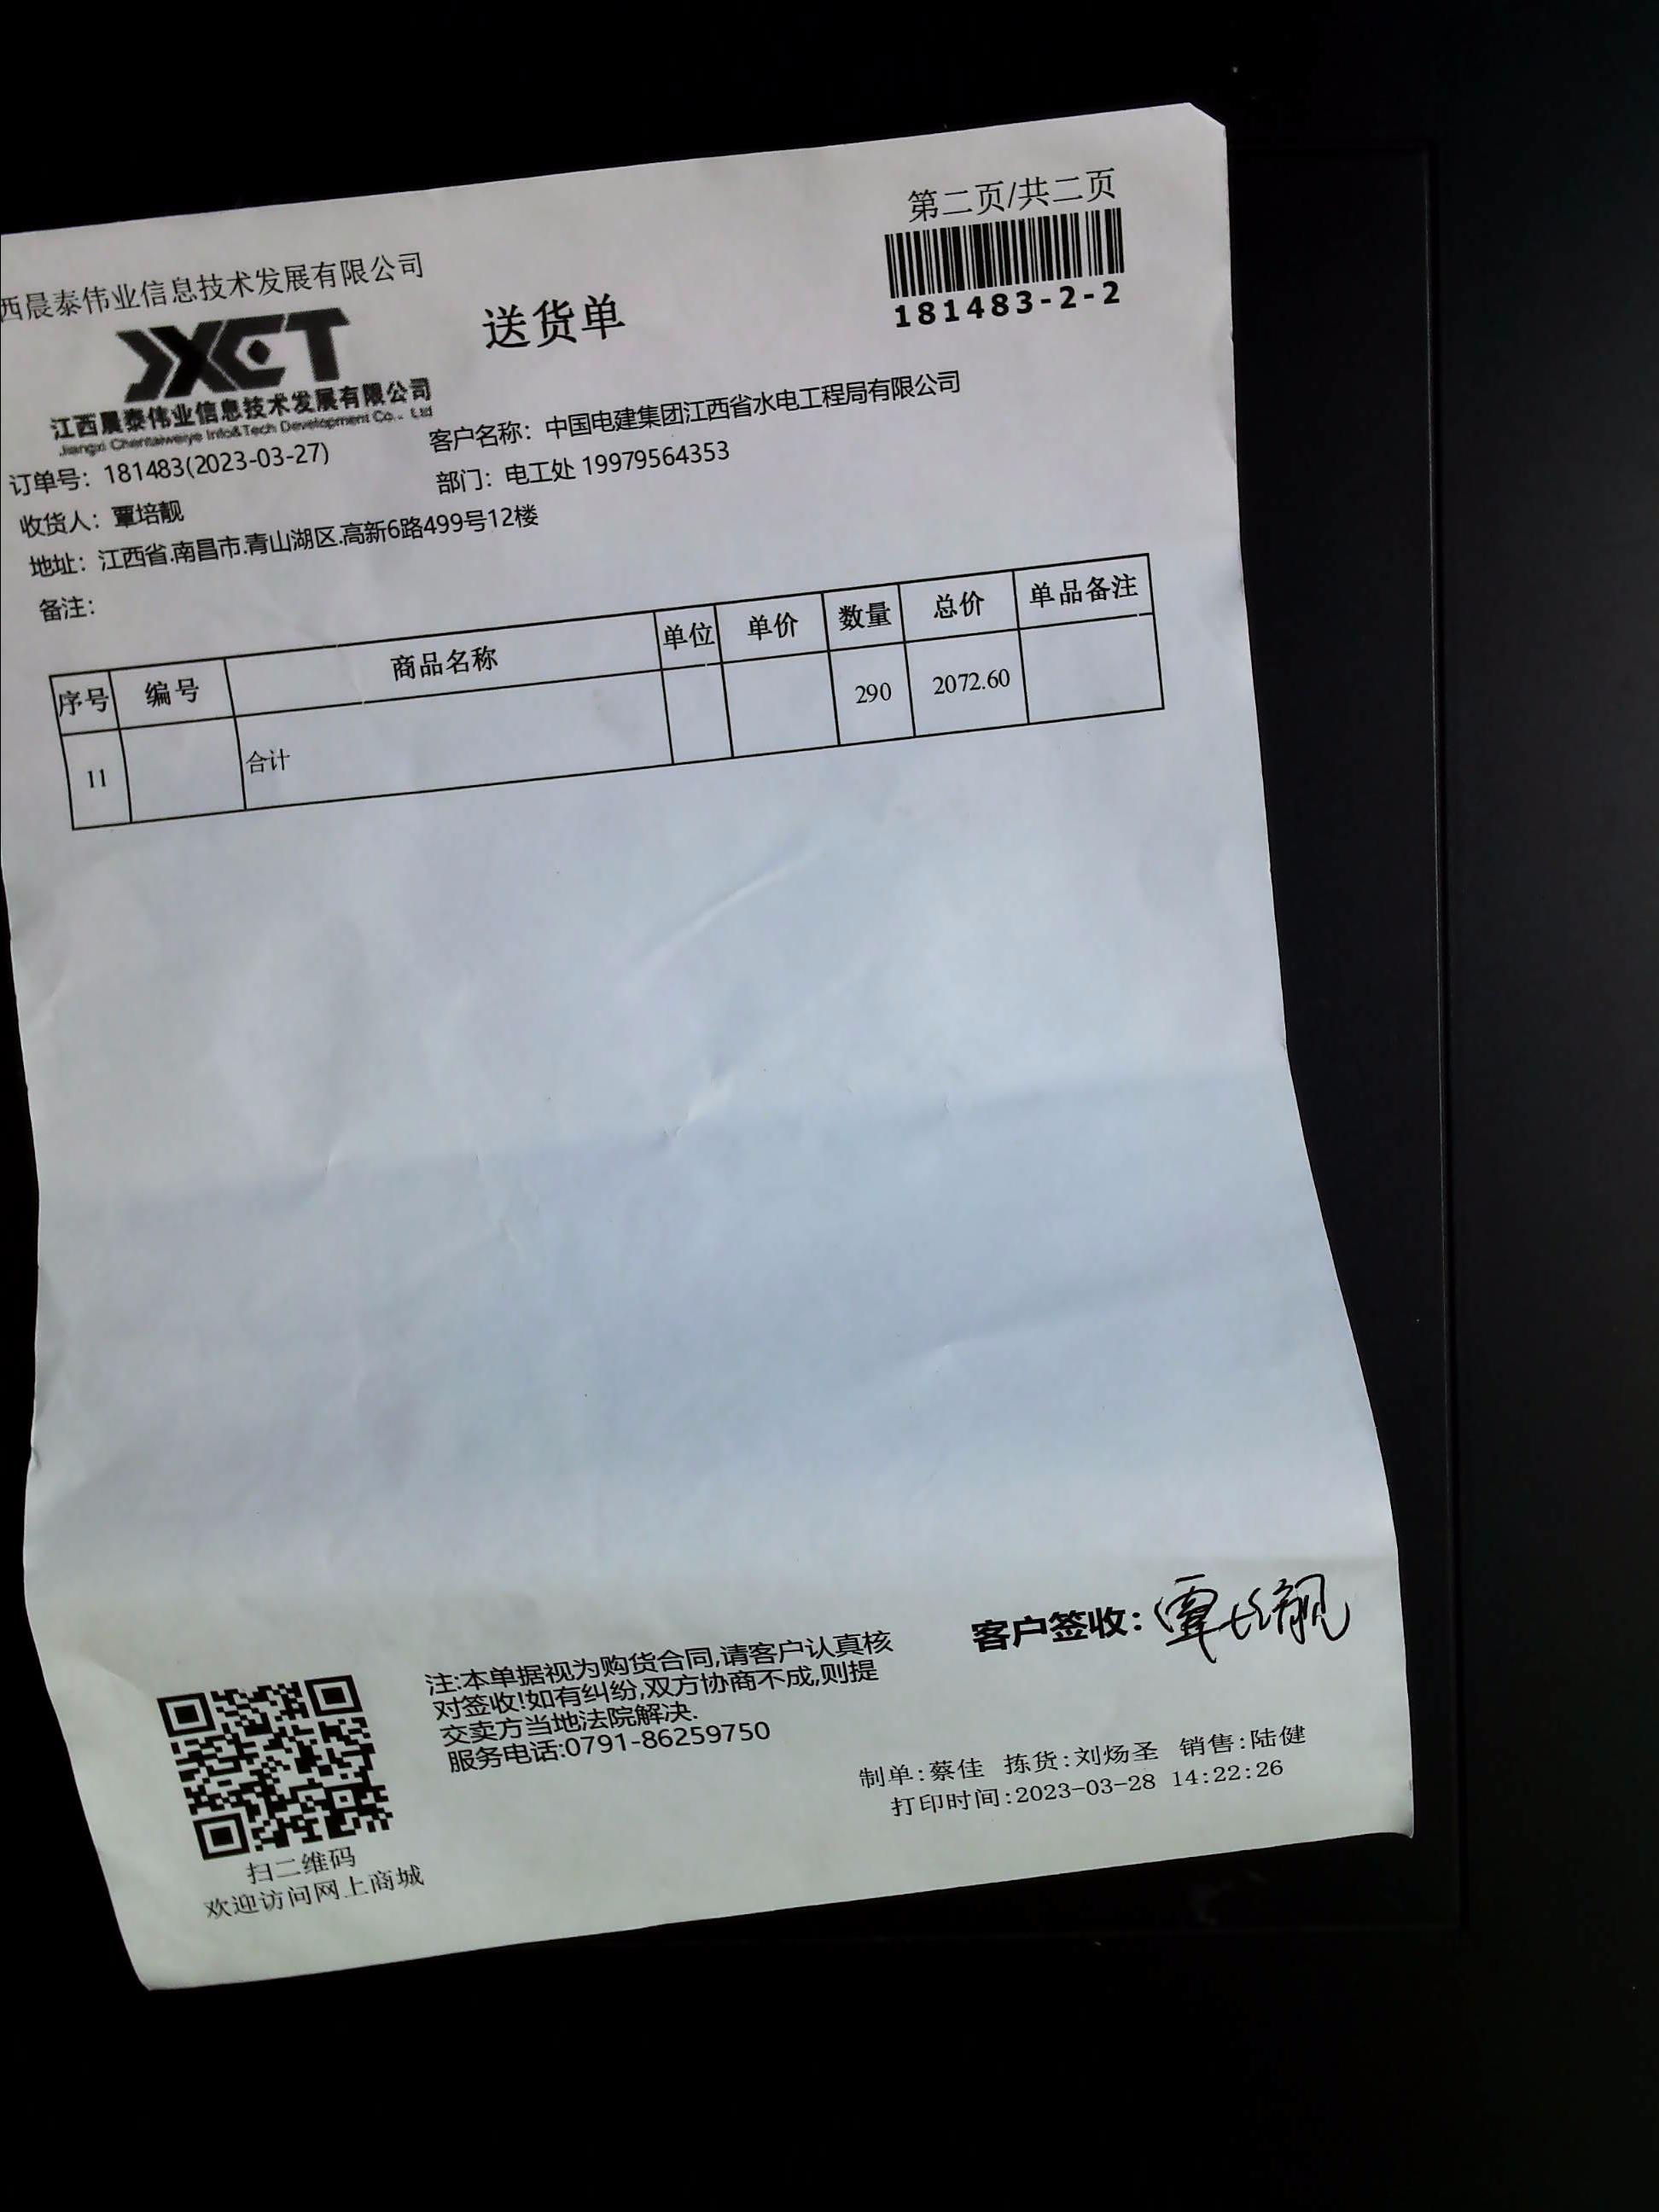 第二页/共二页
西晨泰伟业信息技术发展有限公司
181483-2-2
送货单
JXCT
江西晨泰伟业信息技术发展有限公司
Jiangxi Chentaiweiye Info&Tech Development Co., Ltd
订单号：181483(2023-03-27)
客户名称：中国电建集团江西省水电工程局有限公司
收货人：覃培靓
部门：电工处 19979564353
地址：江西省.南昌市.青山湖区.高新6路499号12楼
备注：
序号 编号 商品名称 单位 单价 数量 总价 单品备注
11 合计 290 2072.60
客户签收：覃培靓
注:本单据视为购货合同,请客户认真核
对签收!如有纠纷,双方协商不成,则提
交卖方当地法院解决.
服务电话:0791-86259750
制单:蔡佳 拣货:刘炀圣 销售:陆健
打印时间:2023-03-28 14:22:26
扫二维码
欢迎访问网上商城